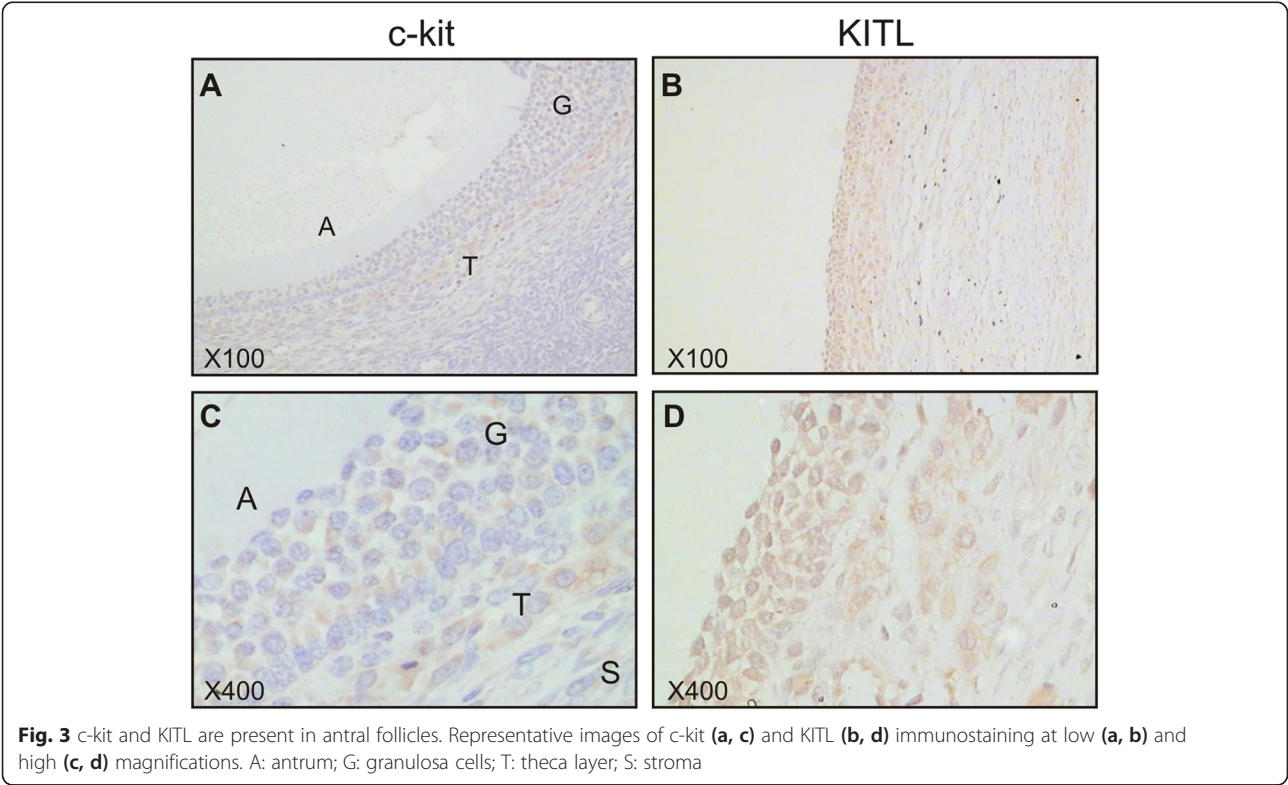 c-kit
KITL
A
G
A
T
X100
B
X100
C
G
A
T
S
X400
D
X400
Fig. 3 c-kit and KITL are present in antral follicles. Representative images of c-kit (a, c) and KITL (b, d) immunostaining at low (a, b) and
high (c, d) magnifications. A: antrum; G: granulosa cells; T: theca layer; S: stroma